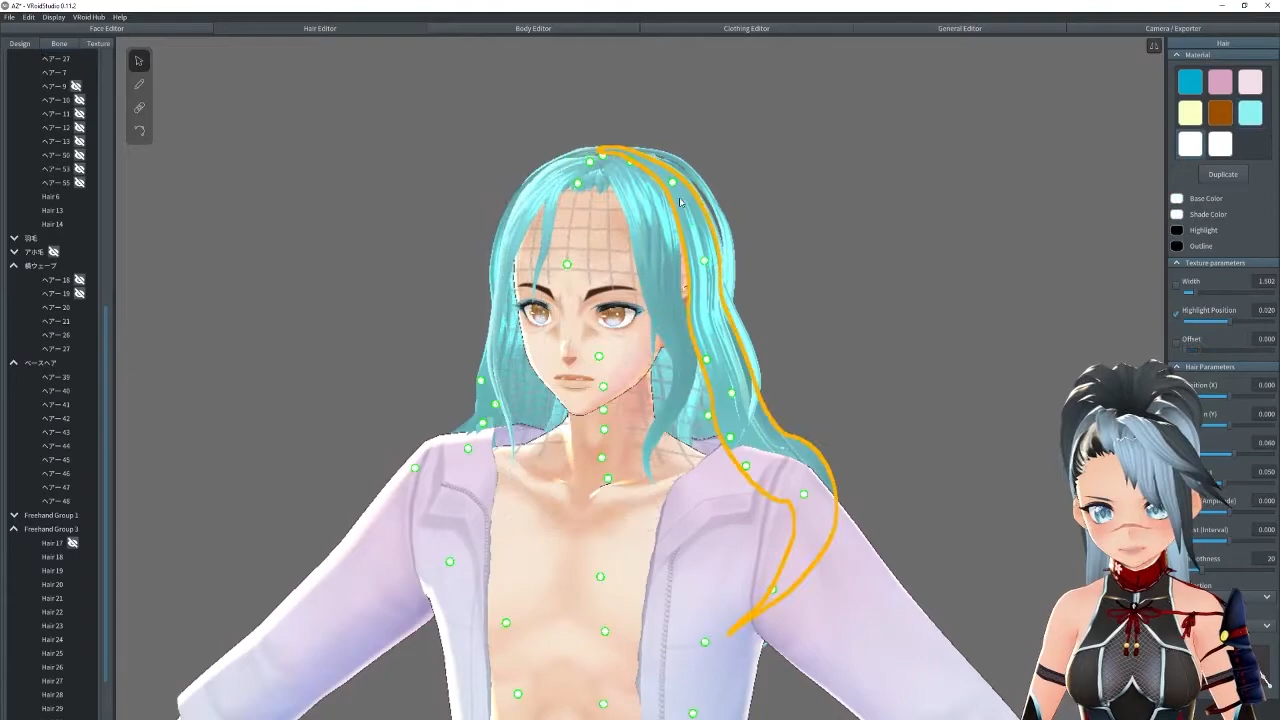 AZ* - VRoidStudio 0.11.2
File Edit Display VRoid Hub Help
Face Editor Hair Editor Body Editor Clothing Editor General Editor Camera / Exporter
Design Bone Texture
ヘアー 27
ヘアー 7
ヘアー 9
ヘアー 10
ヘアー 11
ヘアー 12
ヘアー 13
ヘアー 50
ヘアー 53
ヘアー 55
Hair 6
Hair 13
Hair 14
羽毛
アホ毛
横ウェーブ
ヘアー 18
ヘアー 19
ヘアー 20
ヘアー 21
ヘアー 26
ヘアー 27
ベースヘア
ヘアー 39
ヘアー 40
ヘアー 41
ヘアー 42
ヘアー 43
ヘアー 44
ヘアー 45
ヘアー 46
ヘアー 47
ヘアー 48
Freehand Group 1
Freehand Group 3
Hair 17
Hair 18
Hair 19
Hair 20
Hair 21
Hair 22
Hair 23
Hair 24
Hair 25
Hair 26
Hair 27
Hair 28
Hair 29
Hair
Material
Duplicate
Base Color
Shade Color
Highlight
Outline
Texture parameters
Width 1.502
Highlight Position 0.020
Offset 0.000
Hair Parameters
osition (X) 0.000
n (Y) 0.000
0.060
0.050
Amplitude) 0.000
st (Interval) 0.000
oothness 20